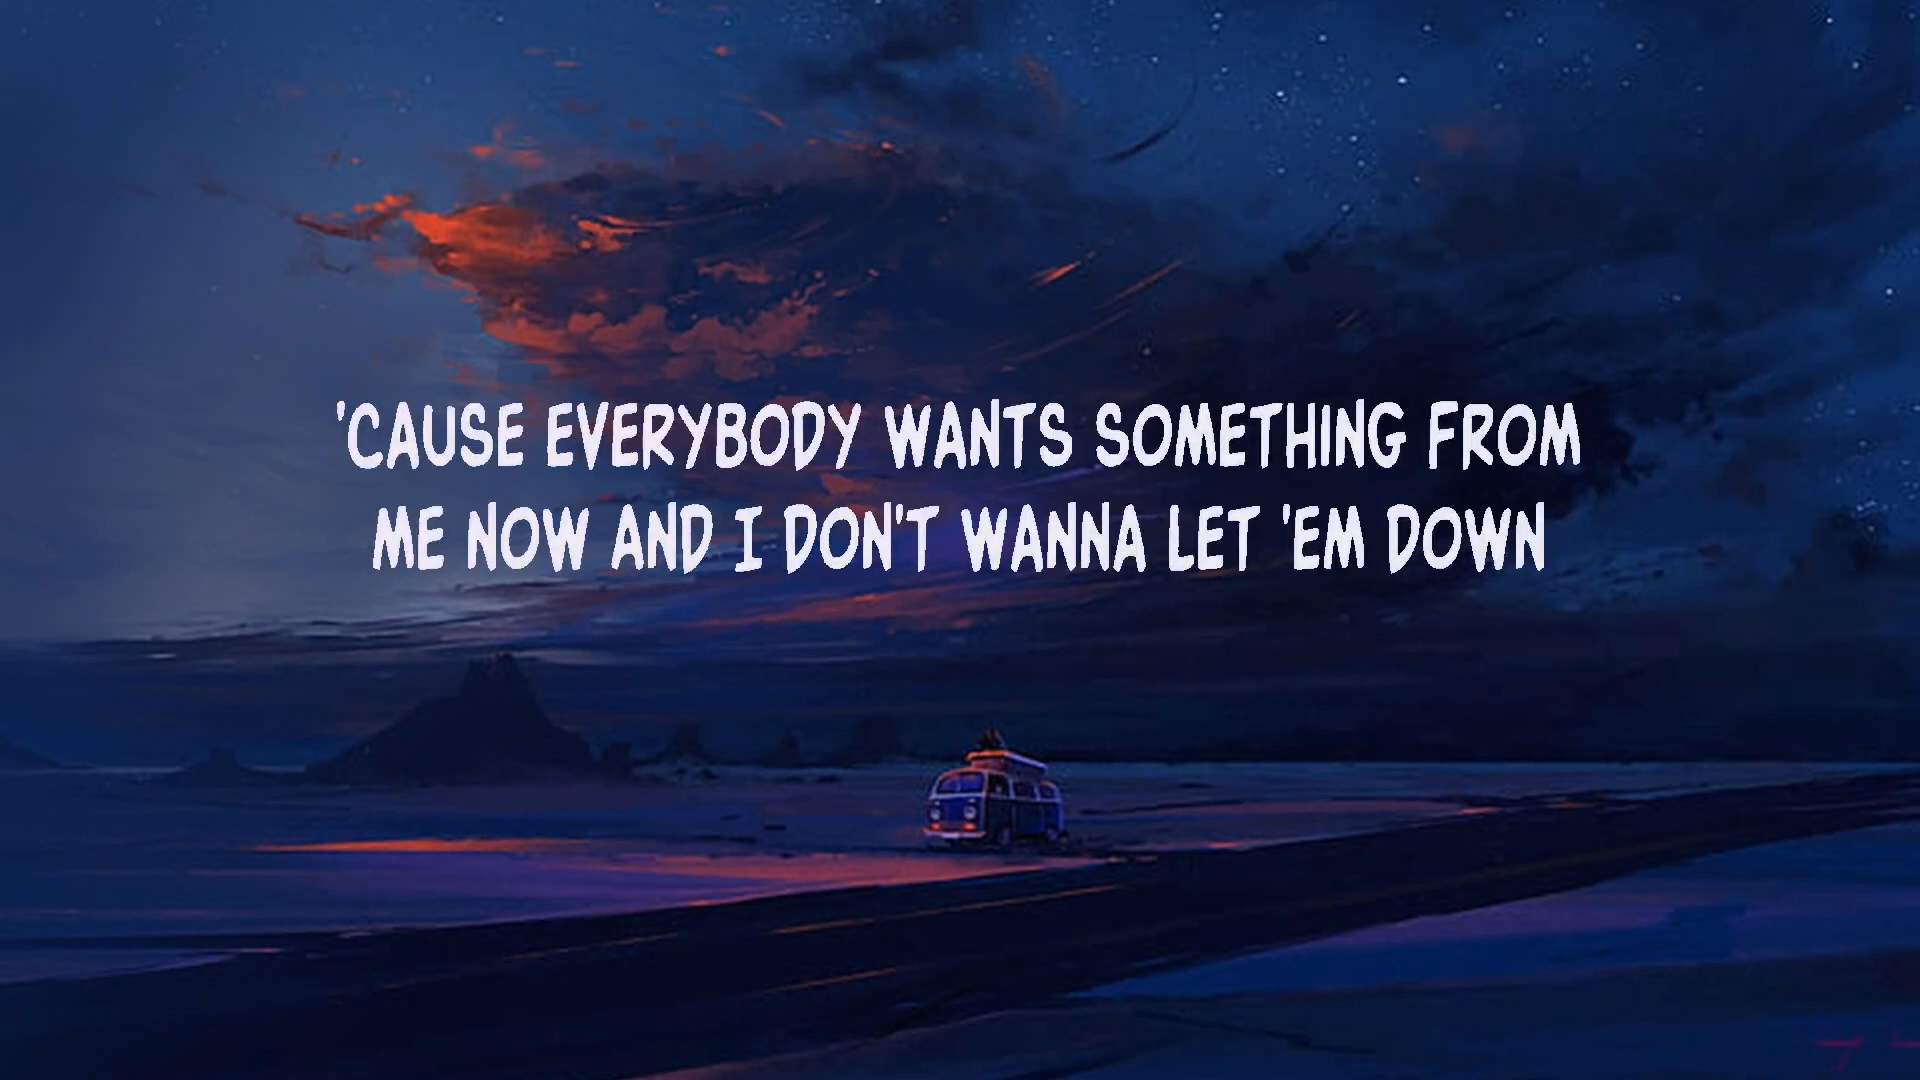 'CAUSE EVERYBODY WANTS SOMETHING FROM
ME NOW AND I DON'T WANNA LET 'EM DOWN